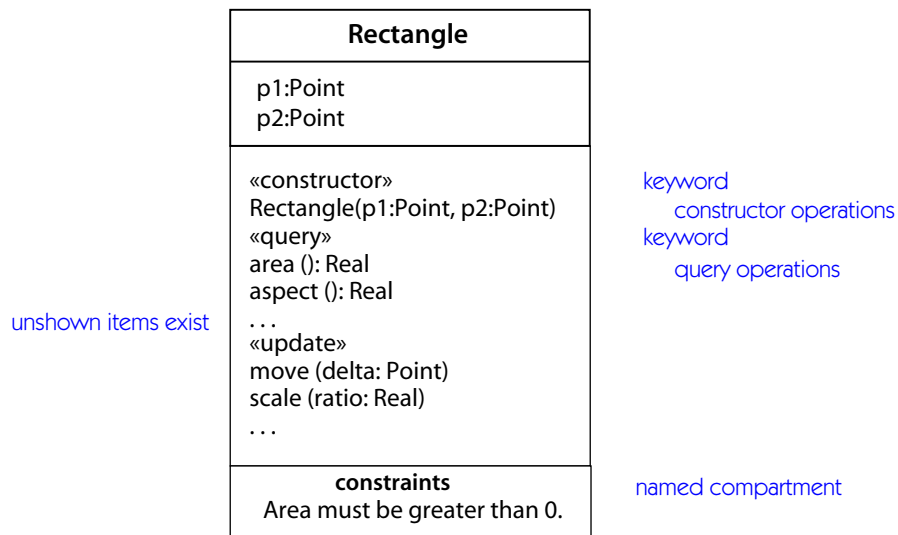 Rectangle
p1:Point
p2:Point
«constructor»
Rectangle(p1:Point, p2:Point)
«query»
area (): Real
aspect (): Real
. . .
«update»
move (delta: Point)
scale (ratio: Real)
. . .
constraints
Area must be greater than 0.
unshown items exist
keyword
constructor operations
keyword
query operations
named compartment